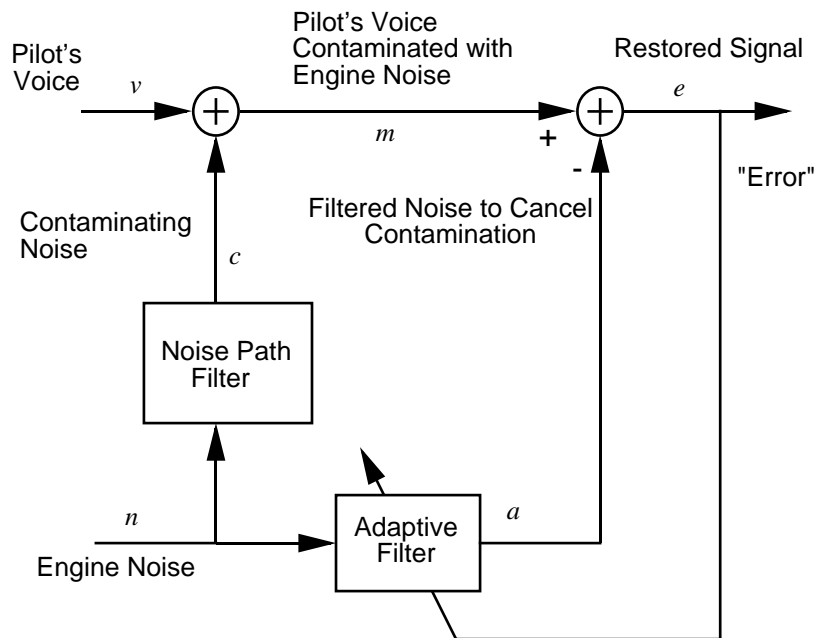 Pilot's Voice
Contaminated with
Engine Noise
Restored Signal
Pilot's
Voice
v
+
m
+
-
+
e
"Error"
Contaminating
Noise
c
Filtered Noise to Cancel
Contamination
Noise Path
Filter
n
Engine Noise
Adaptive
Filter
a